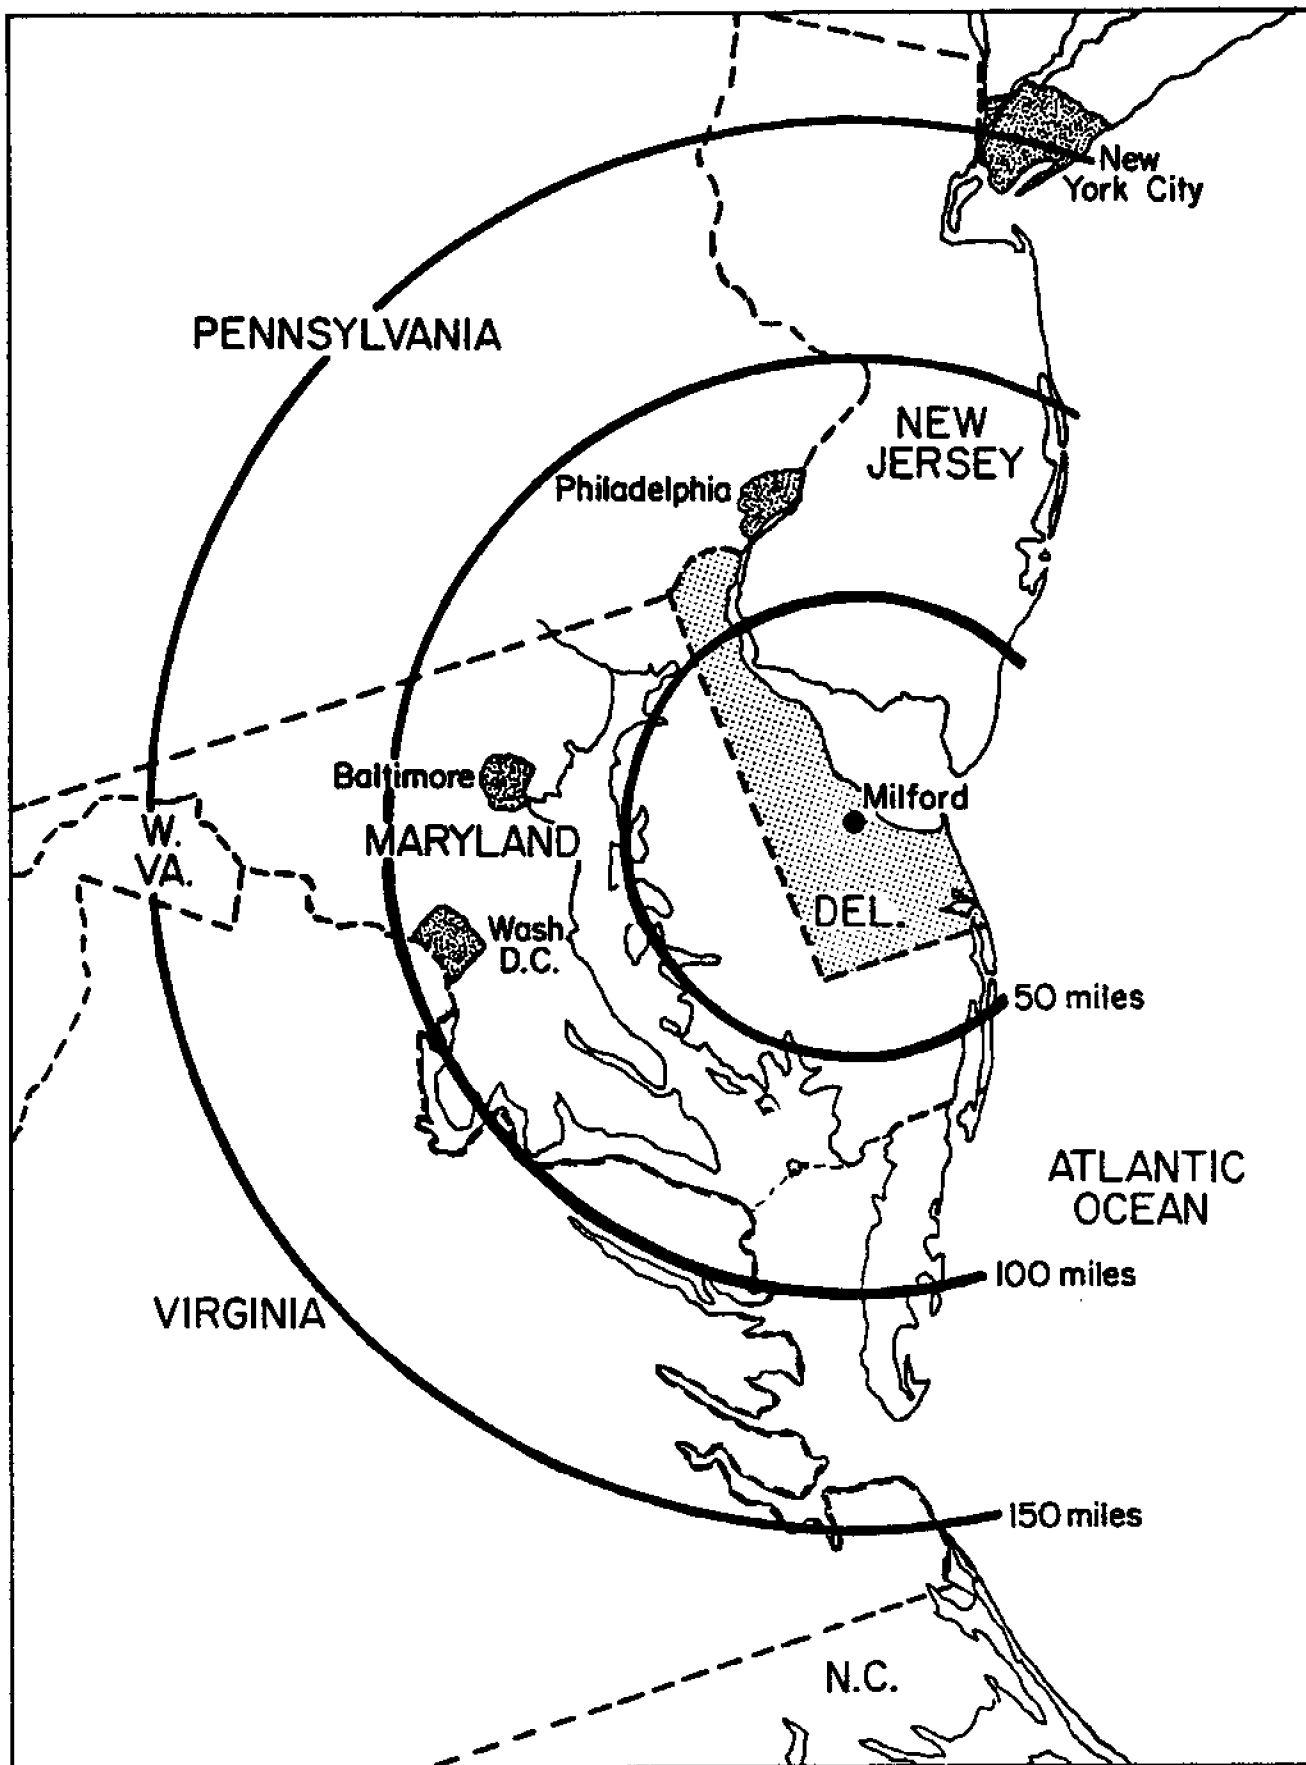 New
York City
PENNSYLVANIA
NEW
JERSEY
Philadelphia
Baltimore
Milford
W.
VA.
MARYLAND
DEL.
Wash.
D.C.
50 miles
ATLANTIC
OCEAN
100 miles
VIRGINIA
150 miles
N.C.